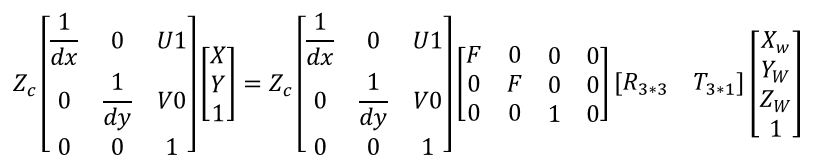 Z_c [1/dx 0 U1; 0 1/dy V0; 0 0 1] [X; Y; 1] = Z_c [1/dx 0 U1; 0 1/dy V0; 0 0 1] [F 0 0 0; 0 F 0 0; 0 0 1 0] [R_{3*3} T_{3*1}] [X_w; Y_W; Z_W; 1]